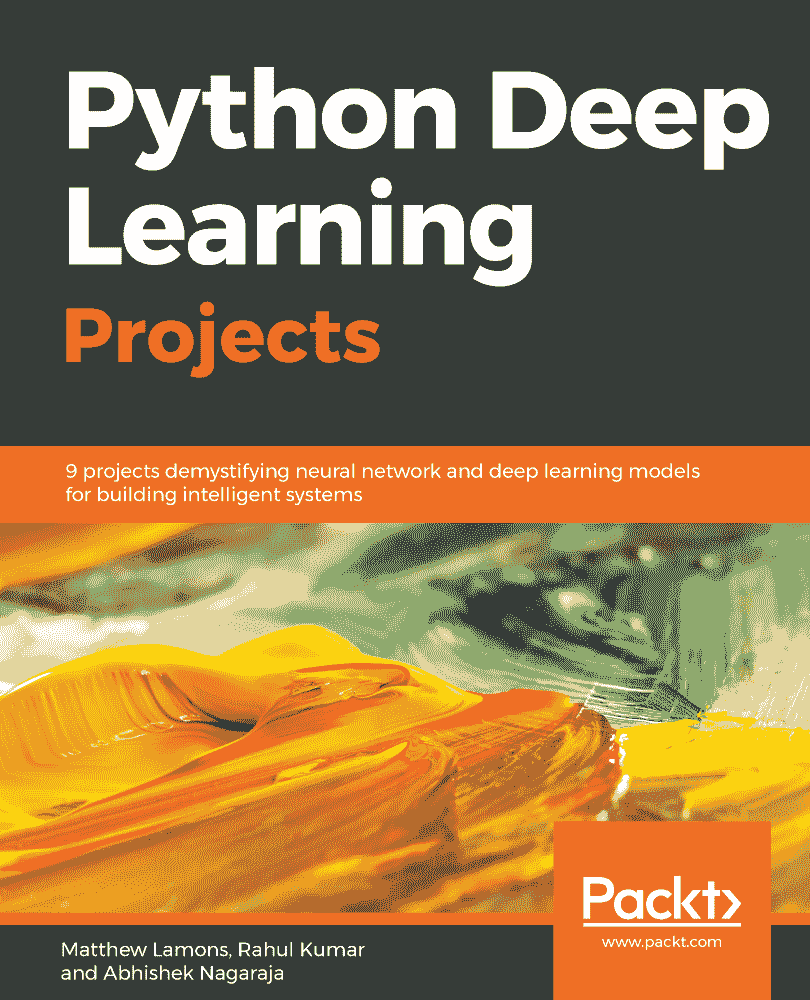 Python Deep
Learning
Projects
9 projects demystifying neural network and deep learning models
for building intelligent systems
Matthew Lamons, Rahul Kumar
and Abhishek Nagaraja
Packt>
www.packt.com